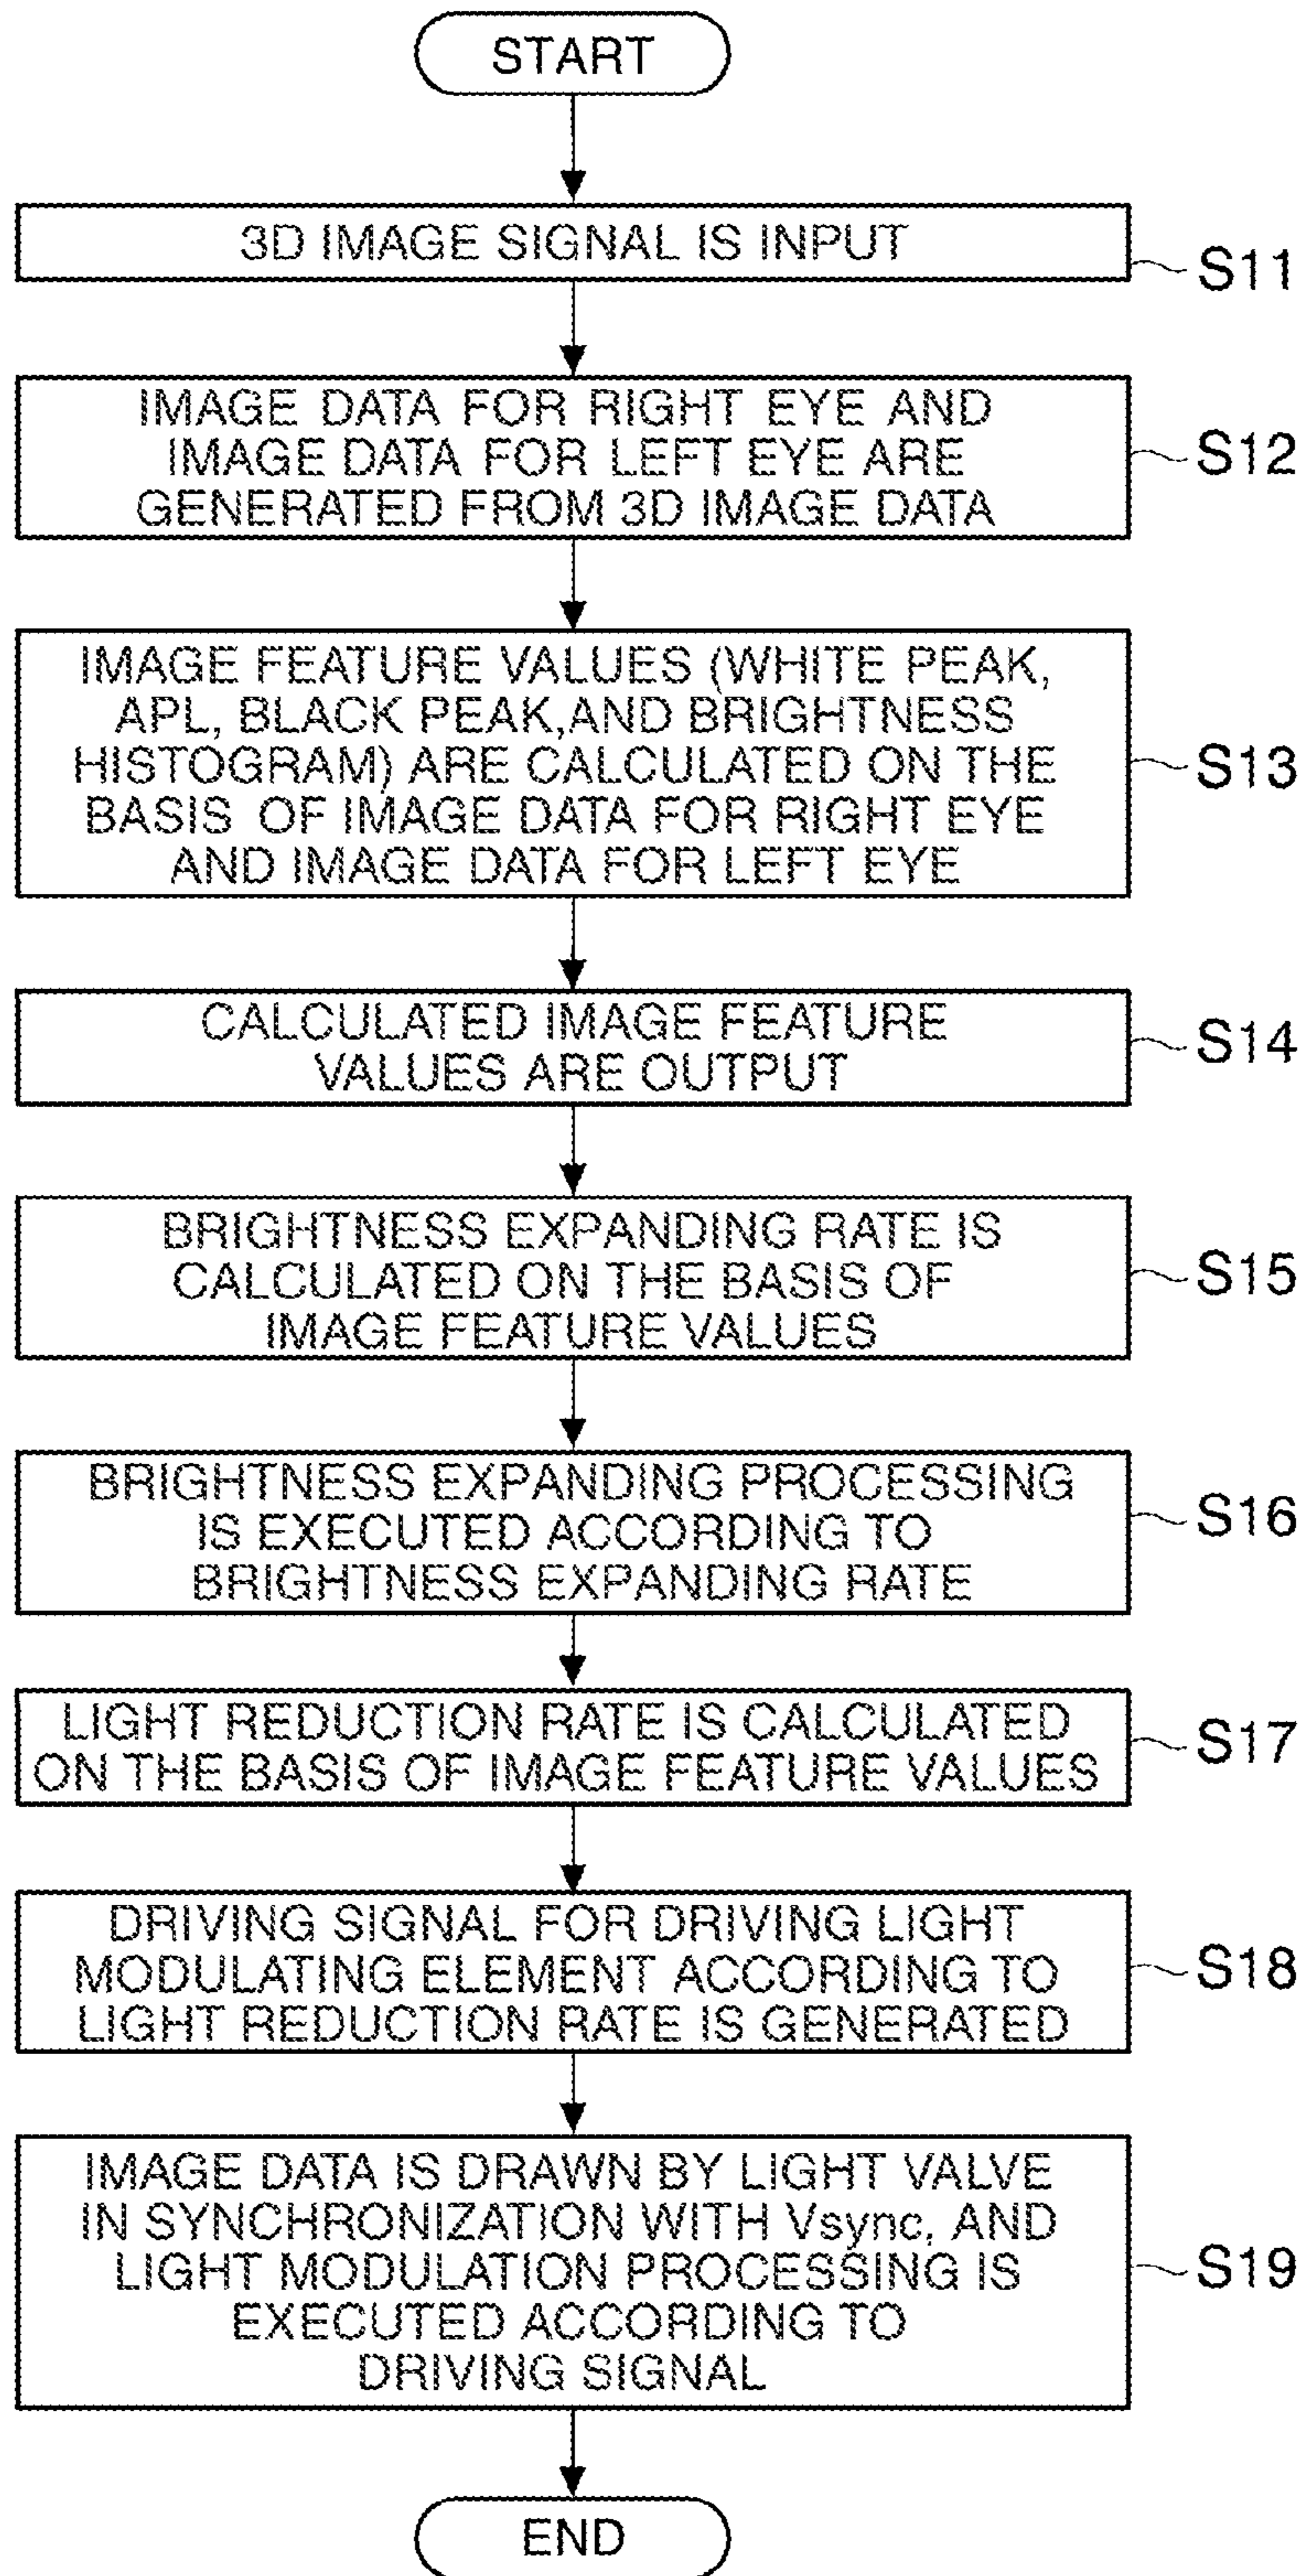 START
3D IMAGE SIGNAL IS INPUT
S11
IMAGE DATA FOR RIGHT EYE AND
IMAGE DATA FOR LEFT EYE ARE
GENERATED FROM 3D IMAGE DATA
S12
IMAGE FEATURE VALUES (WHITE PEAK,
APL, BLACK PEAK,AND BRIGHTNESS
HISTOGRAM) ARE CALCULATED ON THE
BASIS OF IMAGE DATA FOR RIGHT EYE
AND IMAGE DATA FOR LEFT EYE
S13
CALCULATED IMAGE FEATURE
VALUES ARE OUTPUT
S14
BRIGHTNESS EXPANDING RATE IS
CALCULATED ON THE BASIS OF
IMAGE FEATURE VALUES
S15
BRIGHTNESS EXPANDING PROCESSING
IS EXECUTED ACCORDING TO
BRIGHTNESS EXPANDING RATE
S16
LIGHT REDUCTION RATE IS CALCULATED
ON THE BASIS OF IMAGE FEATURE VALUES
S17
DRIVING SIGNAL FOR DRIVING LIGHT
MODULATING ELEMENT ACCORDING TO
LIGHT REDUCTION RATE IS GENERATED
S18
IMAGE DATA IS DRAWN BY LIGHT VALVE
IN SYNCHRONIZATION WITH Vsync, AND
LIGHT MODULATION PROCESSING IS
EXECUTED ACCORDING TO
DRIVING SIGNAL
S19
END